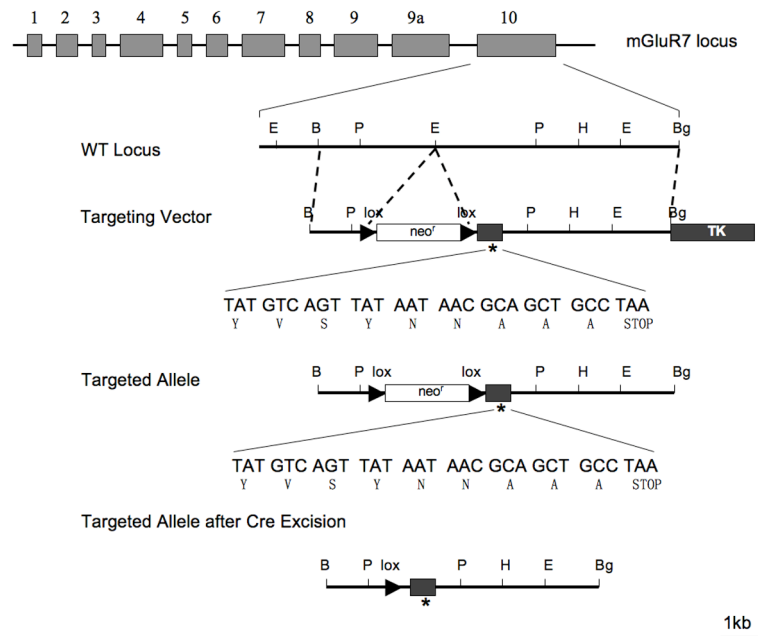 1 2 3 4 5 6 7 8 9 9a 10
mGluR7 locus
E B P E P H E Bg
WT Locus
B P lox lox P H E Bg
Targeting Vector neoʳ TK
*
TAT GTC AGT TAT AAT AAC GCA GCT GCC TAA
Y V S Y N N A A A STOP
B P lox lox P H E Bg
Targeted Allele neoʳ
*
TAT GTC AGT TAT AAT AAC GCA GCT GCC TAA
Y V S Y N N A A A STOP
Targeted Allele after Cre Excision
B P lox P H E Bg
*
1kb